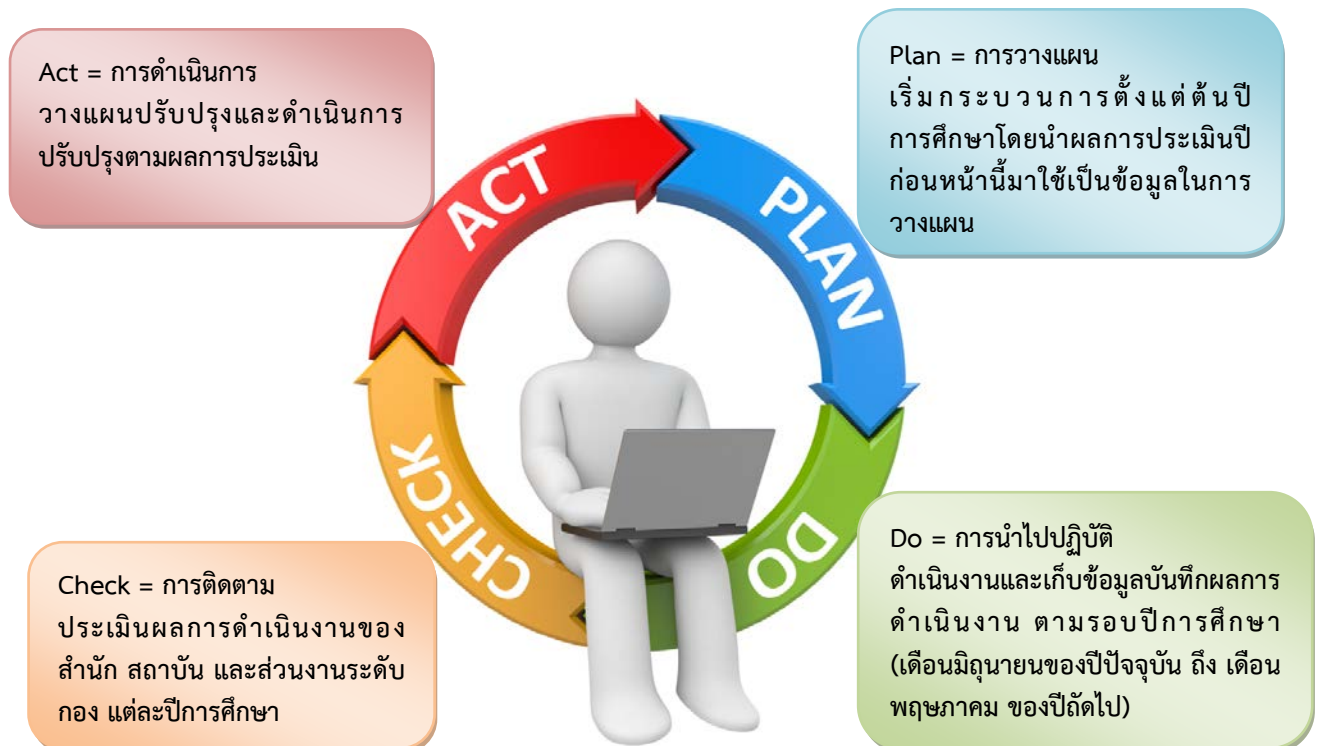 Act = การดำเนินการ
วางแผนปรับปรุงและดำเนินการ
ปรับปรุงตามผลการประเมิน
Plan = การวางแผน
เริ่มกระบวนการตั้งแต่ต้นปี
การศึกษาโดยนำผลการประเมินปี
ก่อนหน้านี้มาใช้เป็นข้อมูลในการ
วางแผน
ACT
PLAN
CHECK
DO
Check = การติดตาม
ประเมินผลการดำเนินงานของ
สำนัก สถาบัน และส่วนงานระดับ
กอง แต่ละปีการศึกษา
Do = การนำไปปฏิบัติ
ดำเนินงานและเก็บข้อมูลบันทึกผลการ
ดำเนินงาน ตามรอบปีการศึกษา
(เดือนมิถุนายนของปีปัจจุบัน ถึง เดือน
พฤษภาคม ของปีถัดไป)